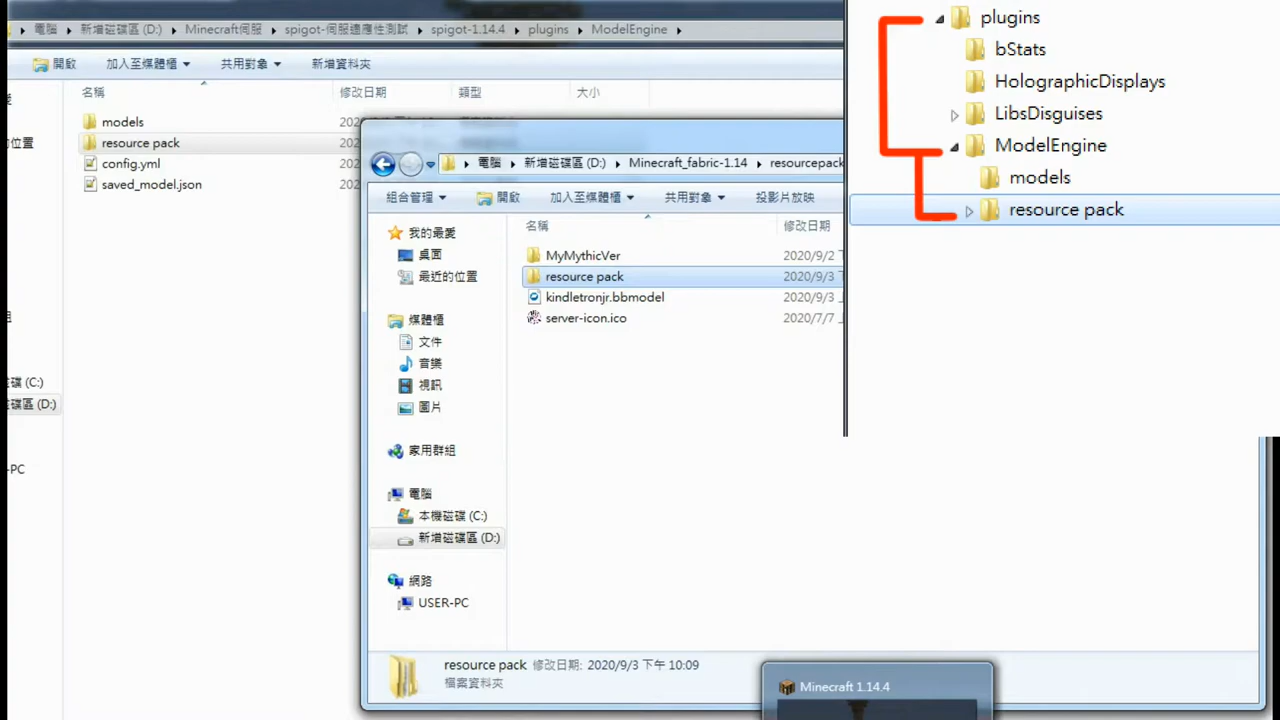 電腦 新增磁碟區 (D:) Minecraft伺服 spigot-伺服適應性測試 spigot-1.14.4 plugins ModelEngine
開啟 加入至媒體櫃 共用對象 新增資料夾
名稱 修改日期 類型 大小
models
resource pack
config.yml
saved_model.json
的位置
碟 (C:)
磁碟區 (D:)
-PC
電腦 新增磁碟區 (D:) Minecraft_fabric-1.14 resourcepack
組合管理 開啟 加入至媒體櫃 共用對象 投影片放映
我的最愛
桌面
最近的位置
媒體櫃
文件
音樂
視訊
圖片
家用群組
電腦
本機磁碟 (C:)
新增磁碟區 (D:)
網路
USER-PC
名稱 修改日期
MyMythicVer 2020/9/2
resource pack 2020/9/3
kindletronjr.bbmodel 2020/9/3
server-icon.ico 2020/7/7
resource pack 修改日期: 2020/9/3 下午 10:09
檔案資料夾
Minecraft 1.14.4
plugins
bStats
HolographicDisplays
LibsDisguises
ModelEngine
models
resource pack